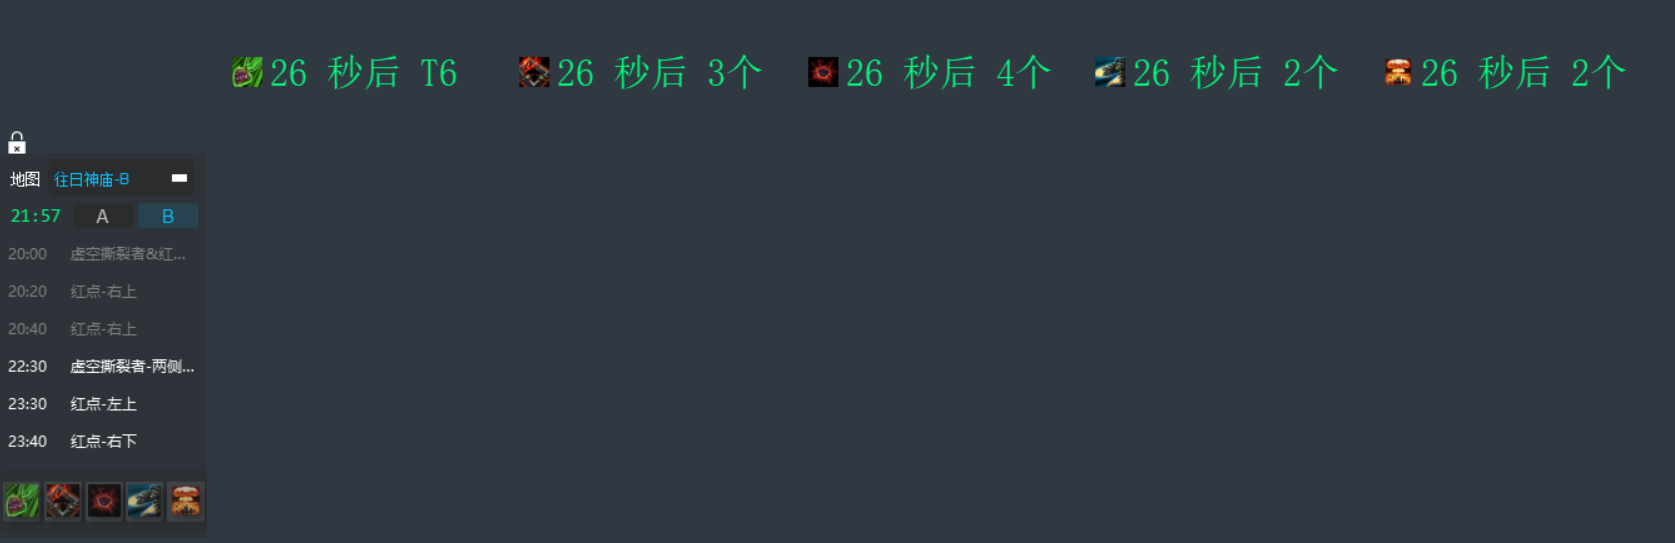 26 秒后 T6 26 秒后 3个 26 秒后 4个 26 秒后 2个 26 秒后 2个
地图 往日神庙-B
21:57 A B
20:00 虚空撕裂者&红...
20:20 红点-右上
20:40 红点-右上
22:30 虚空撕裂者-两侧...
23:30 红点-左上
23:40 红点-右下